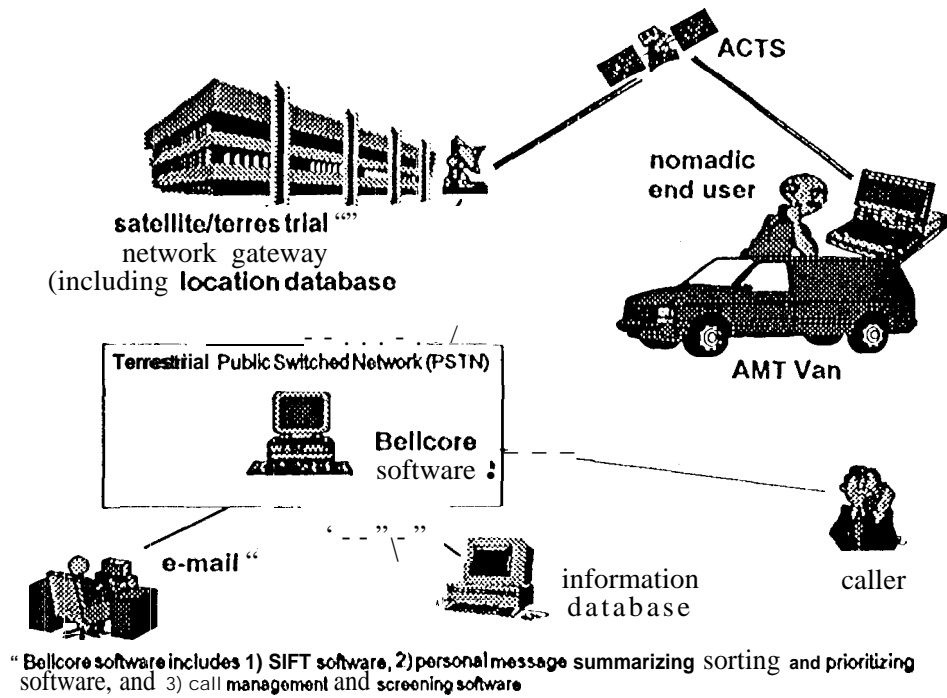 ACTS
nomadic
end user
satellite/terres trial “”
network gateway
(including location database
AMT Van
Terrestrial Public Switched Network (PSTN)
Bellcore
software :
e-mail “
information
database
caller
“ Bellcore software includes 1) SIFT software, 2) personal message summarizing sorting and prioritizing
software, and 3) call management and screening software